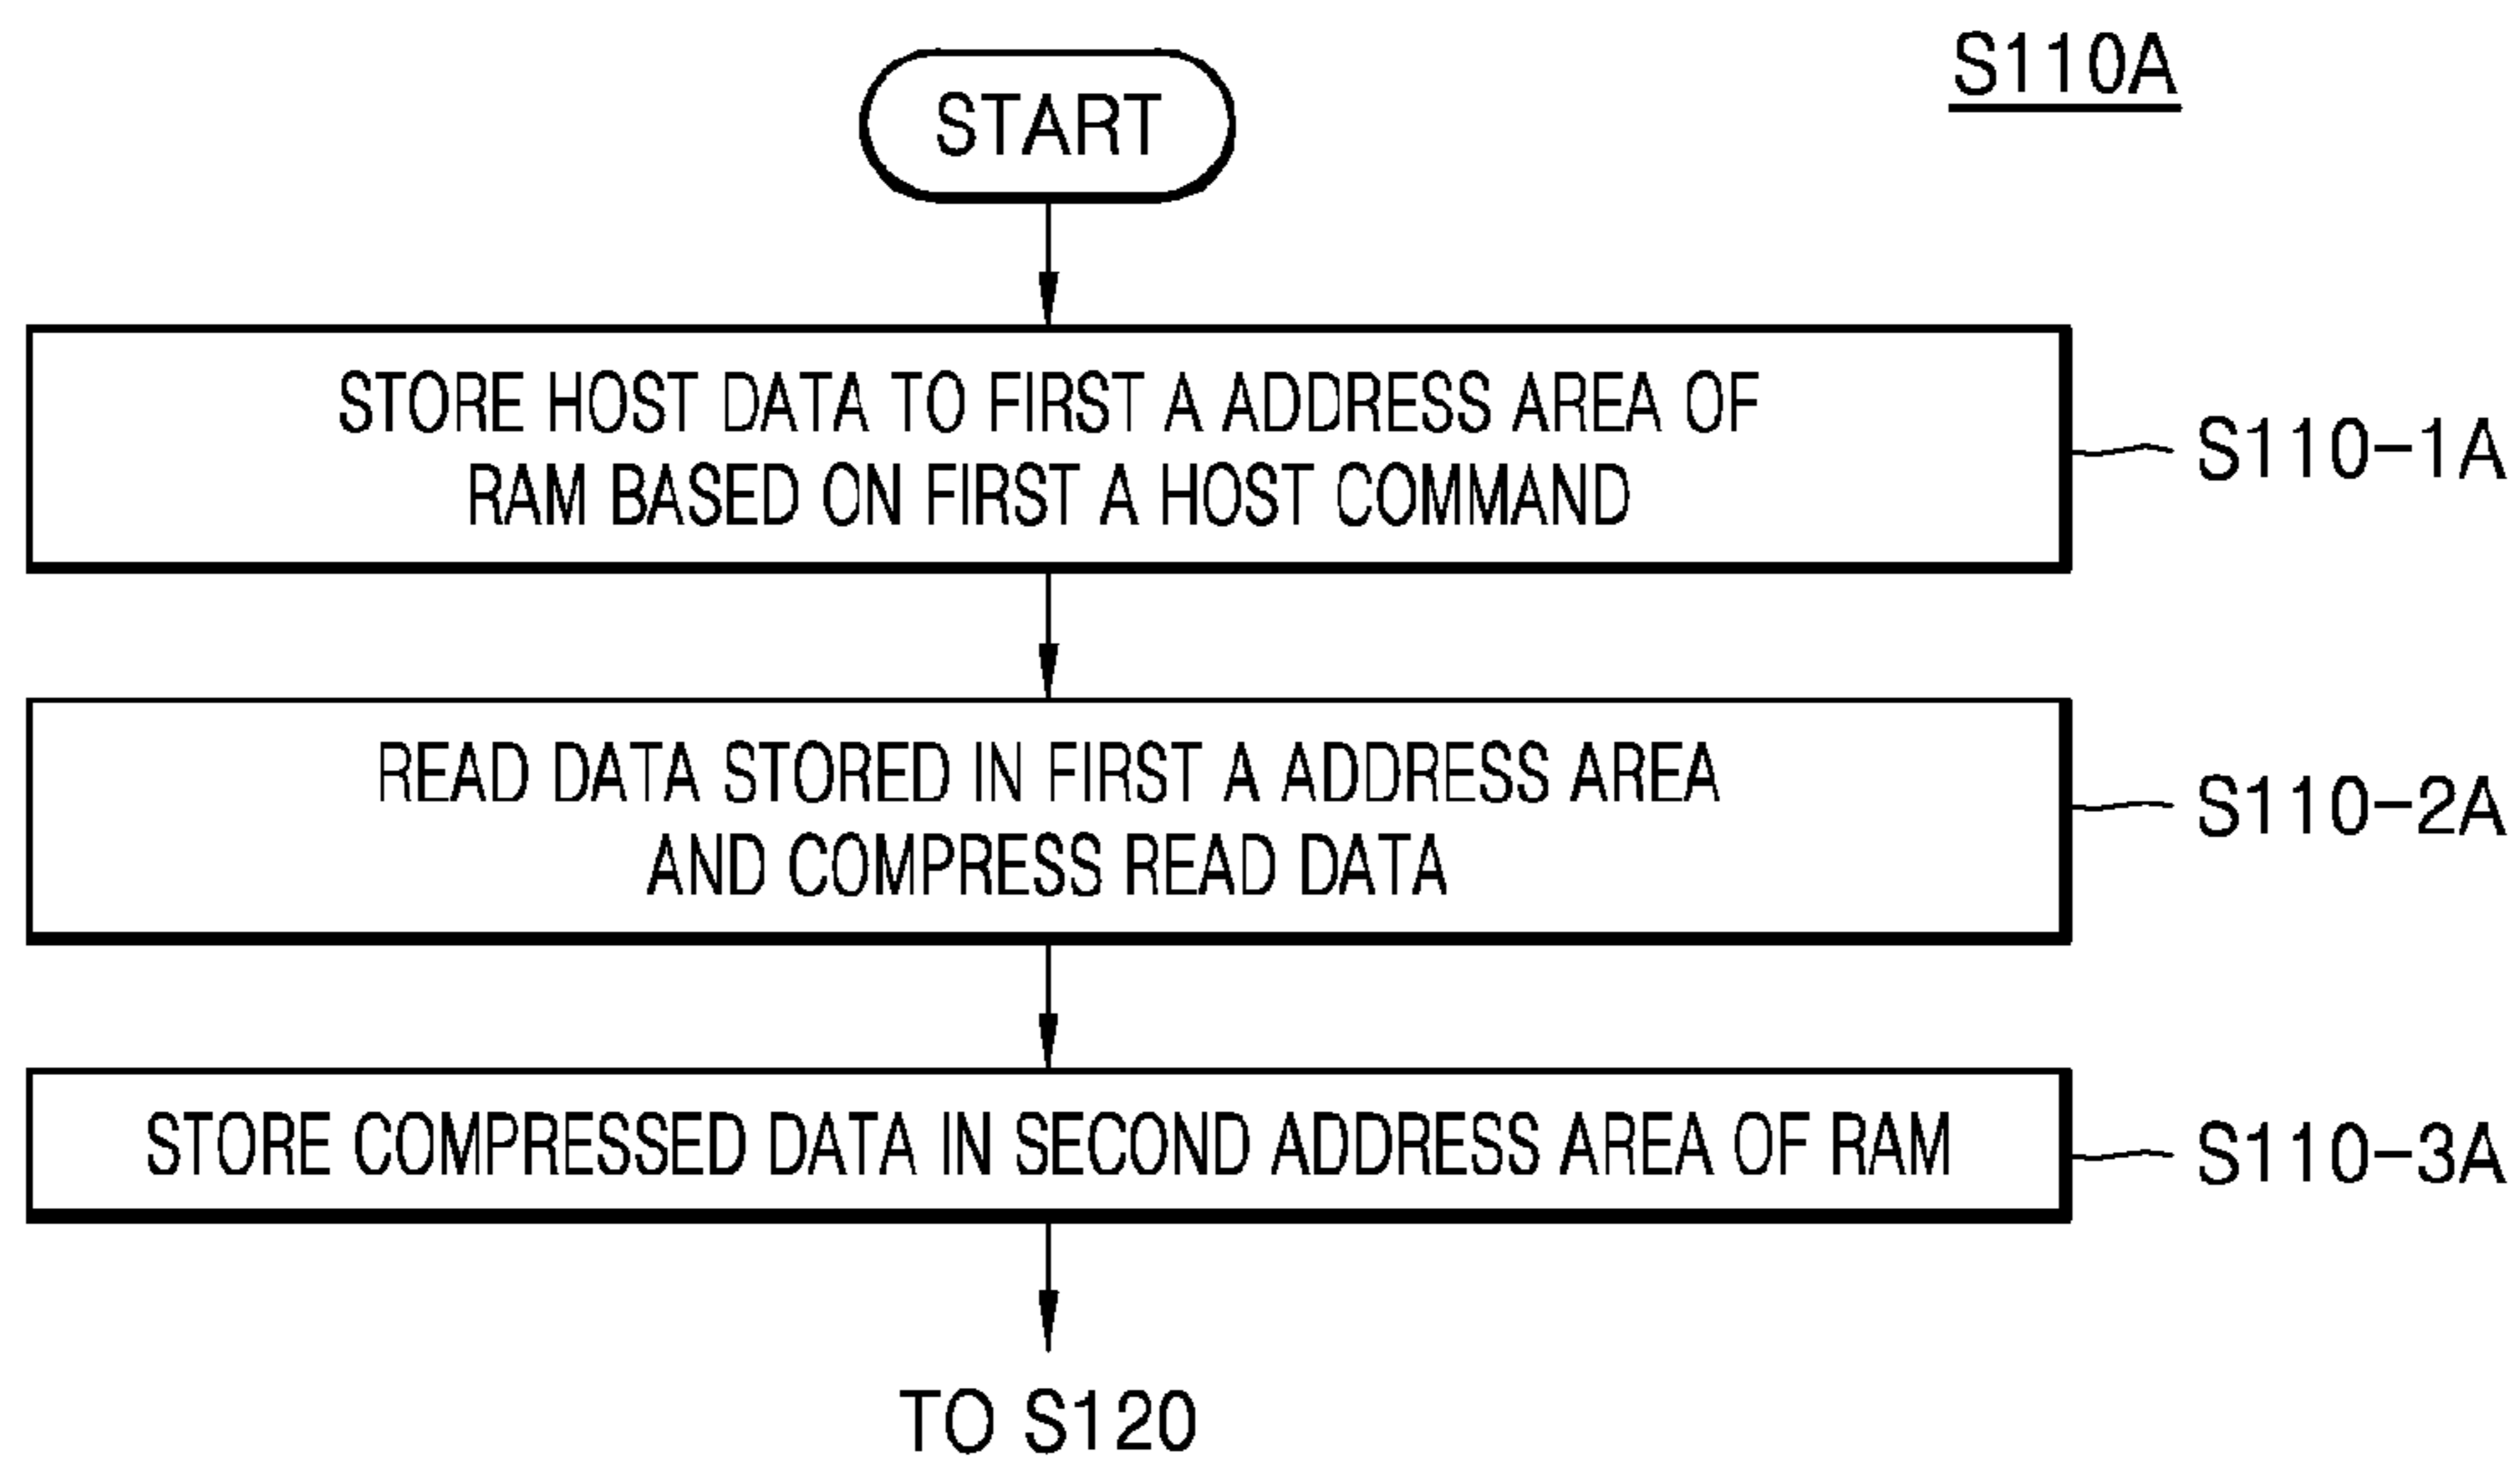 S110A
START
STORE HOST DATA TO FIRST A ADDRESS AREA OF
RAM BASED ON FIRST A HOST COMMAND
S110-1A
READ DATA STORED IN FIRST A ADDRESS AREA
AND COMPRESS READ DATA
S110-2A
STORE COMPRESSED DATA IN SECOND ADDRESS AREA OF RAM
S110-3A
TO S120